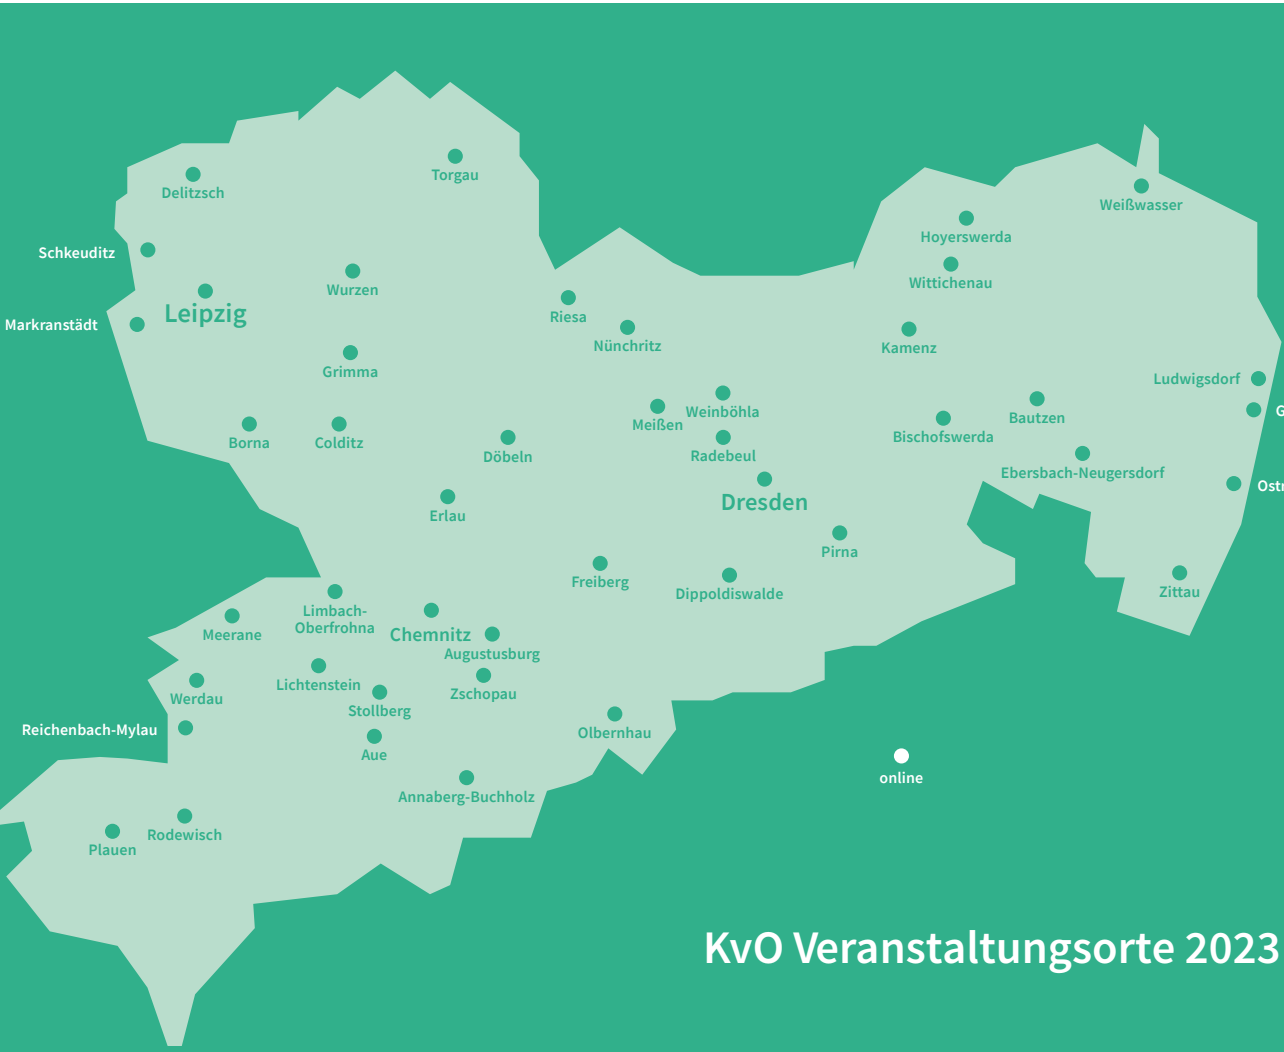 Torgau
Delitzsch
Weißwasser
Hoyerswerda
Schkeuditz
Wittichenau
Wurzen
Leipzig
Riesa
Markranstädt
Nünchritz
Kamenz
Grimma
Ludwigsdorf
G
Weinböhla
Bautzen
Meißen
Bischofswerda
Borna
Colditz
Radebeul
Döbeln
Ebersbach-Neugersdorf
Ostr
Dresden
Erlau
Pirna
Freiberg
Dippoldiswalde
Zittau
Limbach-
Oberfrohna
Meerane
Chemnitz
Augustusburg
Lichtenstein
Zschopau
Werdau
Stollberg
Reichenbach-Mylau
Olbernhau
Aue
online
Annaberg-Buchholz
Rodewisch
Plauen
KvO Veranstaltungsorte 2023